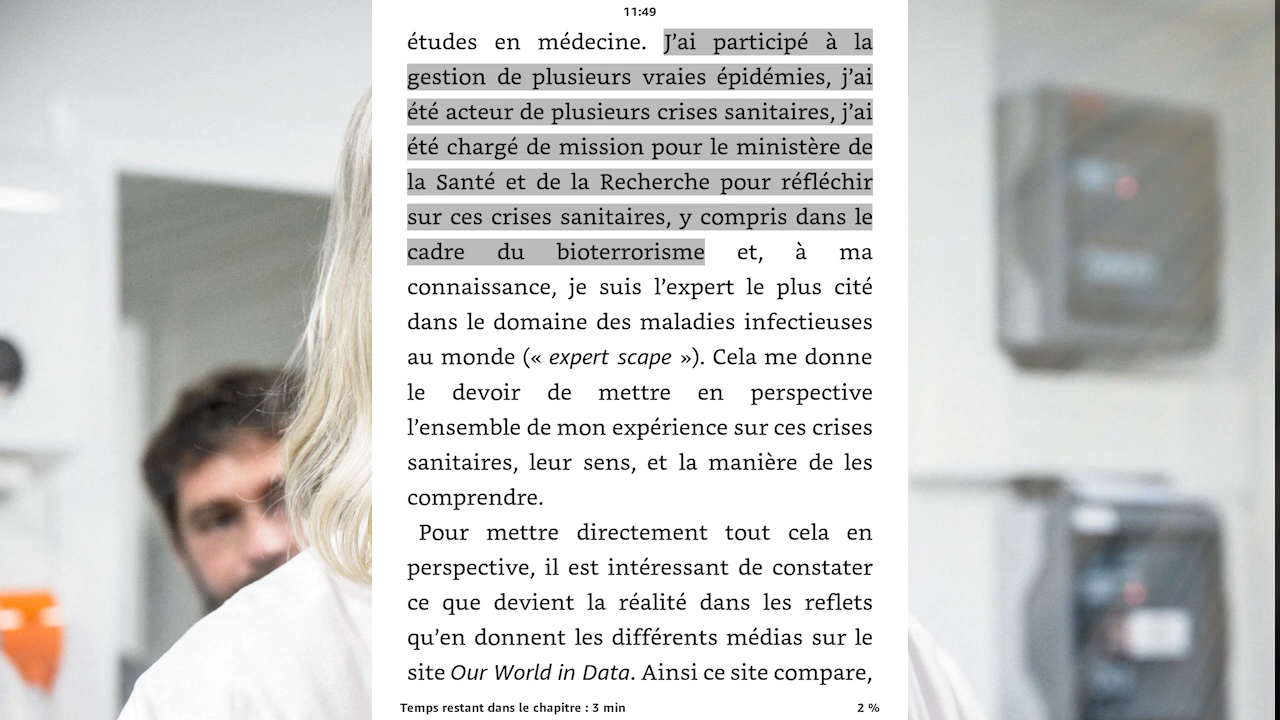 11:49
études en médecine. J’ai participé à la
gestion de plusieurs vraies épidémies, j’ai
été acteur de plusieurs crises sanitaires, j’ai
été chargé de mission pour le ministère de
la Santé et de la Recherche pour réfléchir
sur ces crises sanitaires, y compris dans le
cadre du bioterrorisme et, à ma
connaissance, je suis l’expert le plus cité
dans le domaine des maladies infectieuses
au monde (« expert scape »). Cela me donne
le devoir de mettre en perspective
l’ensemble de mon expérience sur ces crises
sanitaires, leur sens, et la manière de les
comprendre.
Pour mettre directement tout cela en
perspective, il est intéressant de constater
ce que devient la réalité dans les reflets
qu’en donnent les différents médias sur le
site Our World in Data. Ainsi ce site compare,
Temps restant dans le chapitre : 3 min
2 %